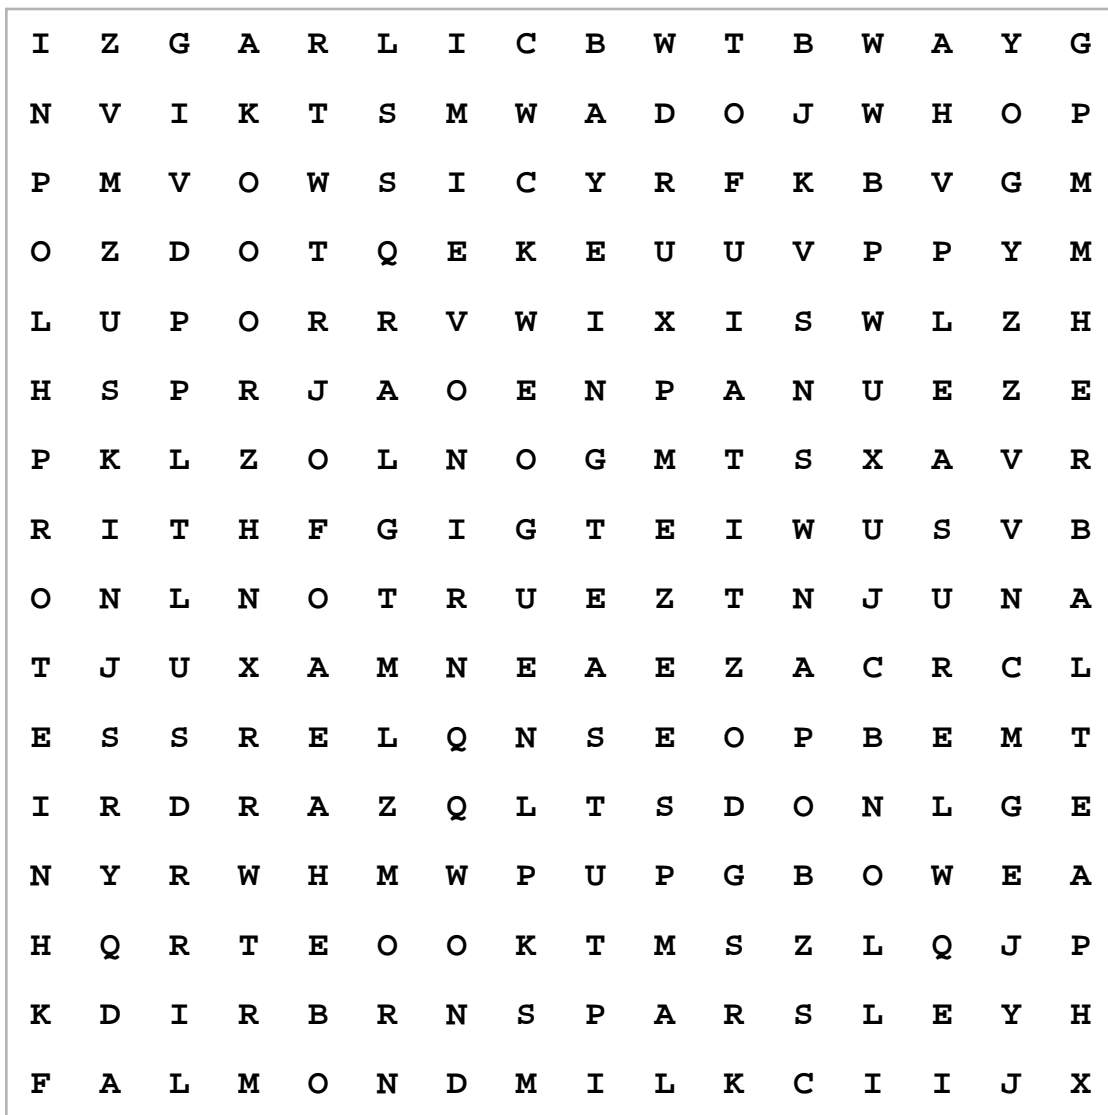 I Z G A R L I C B W T B W A Y G
N V I K T S M W A D O J W H O P
P M V O W S I C Y R F K B V G M
O Z D O T Q E K E U U V P P Y M
L U P O R R V W I X I S W L Z H
H S P R J A O E N P A N U E Z E
P K L Z O L N O G M T S X A V R
R I T H F G I G T E I W U S V B
O N L N O T R U E Z T N J U N A
T J U X A M N E A E Z A C R C L
E S S R E L Q N S E O P B E M T
I R D R A Z Q L T S D O N L G E
N Y R W H M W P U P G B O W E A
H Q R T E O O K T M S Z L Q J P
K D I R B R N S P A R S L E Y H
F A L M O N D M I L K C I I J X